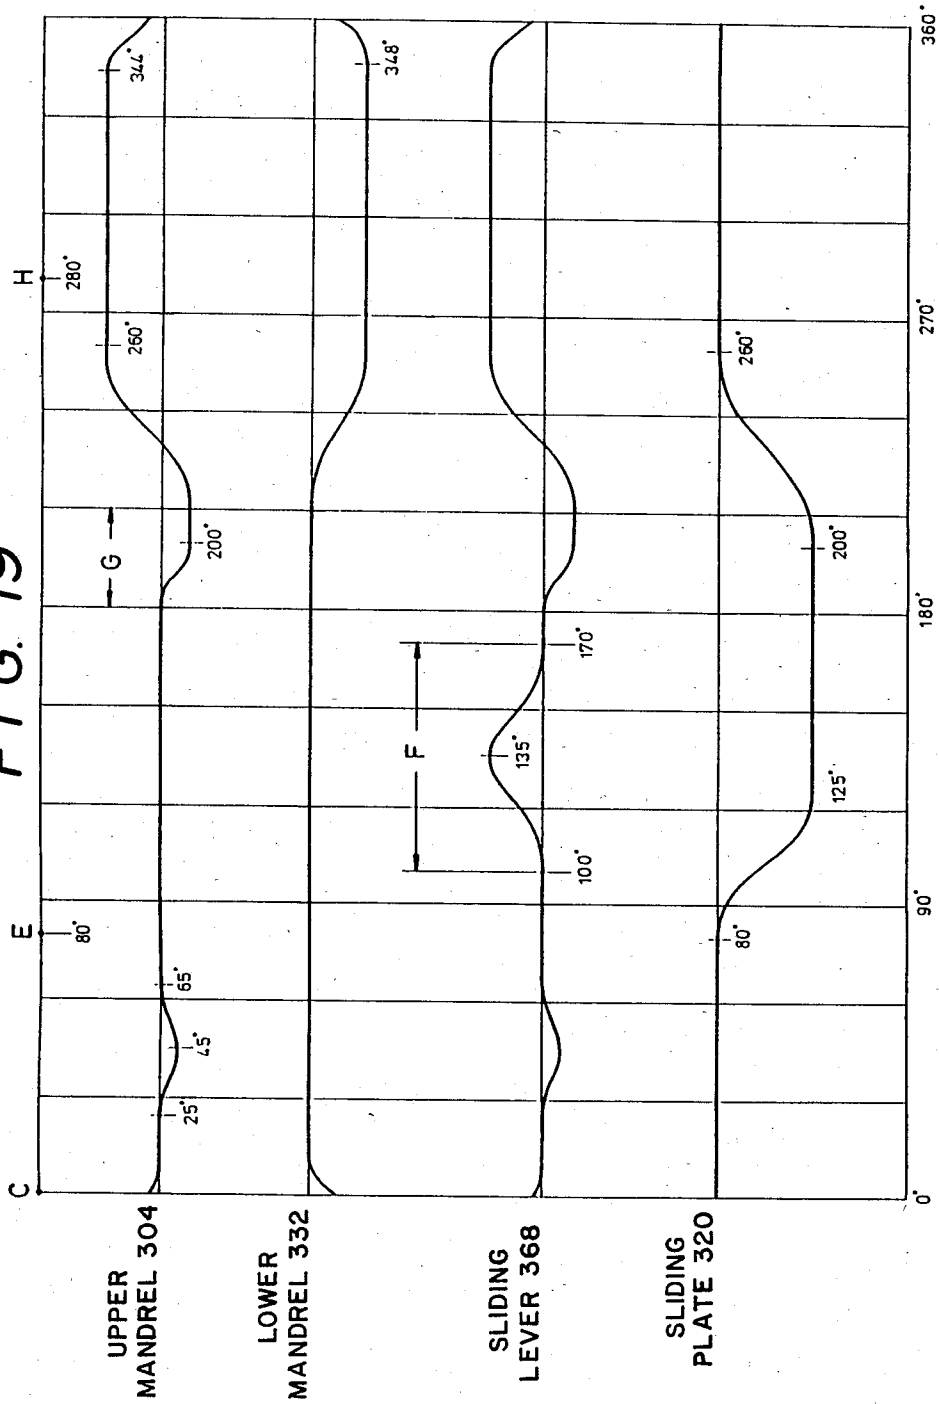 FIG. 19
C
E
80°
H
280°
UPPER
MANDREL 304
25°
45°
65°
G
200°
260°
344°
LOWER
MANDREL 332
348°
SLIDING
LEVER 368
F
100°
135°
170°
SLIDING
PLATE 320
80°
125°
200°
260°
0°
90°
180°
270°
360°